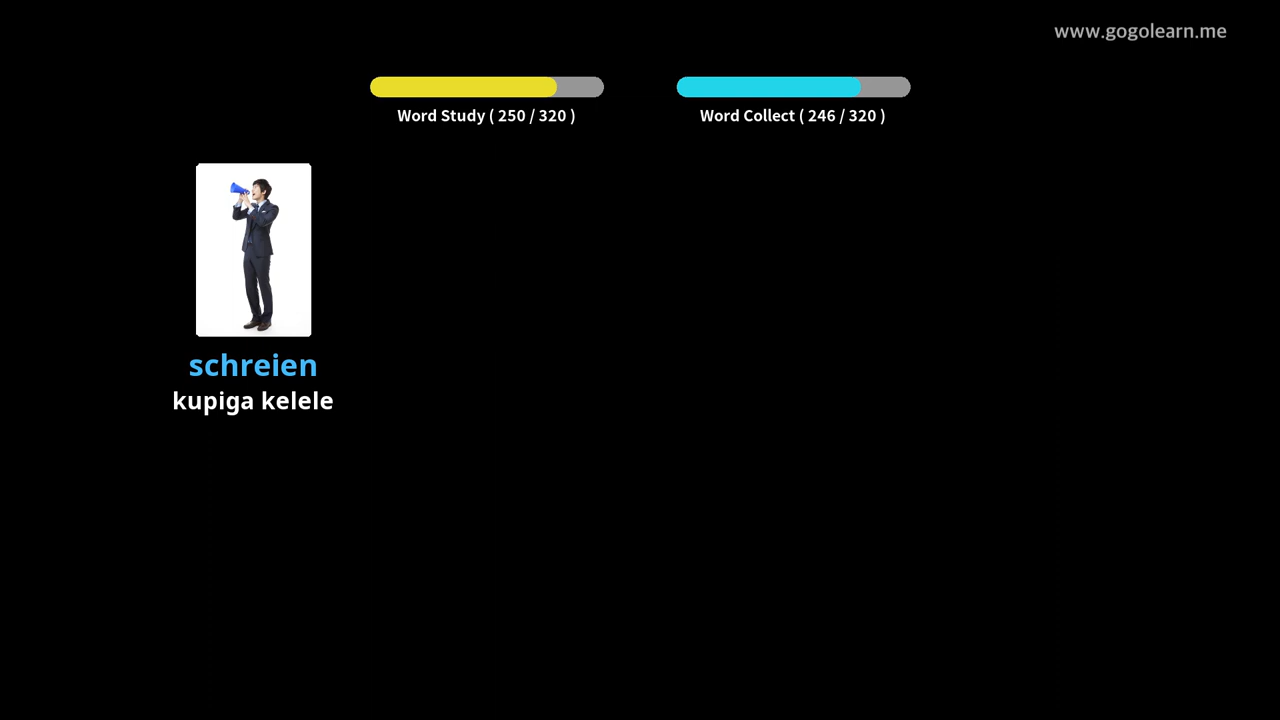 www.gogolearn.me
Word Study ( 250 / 320 )
Word Collect ( 246 / 320 )
schreien
kupiga kelele